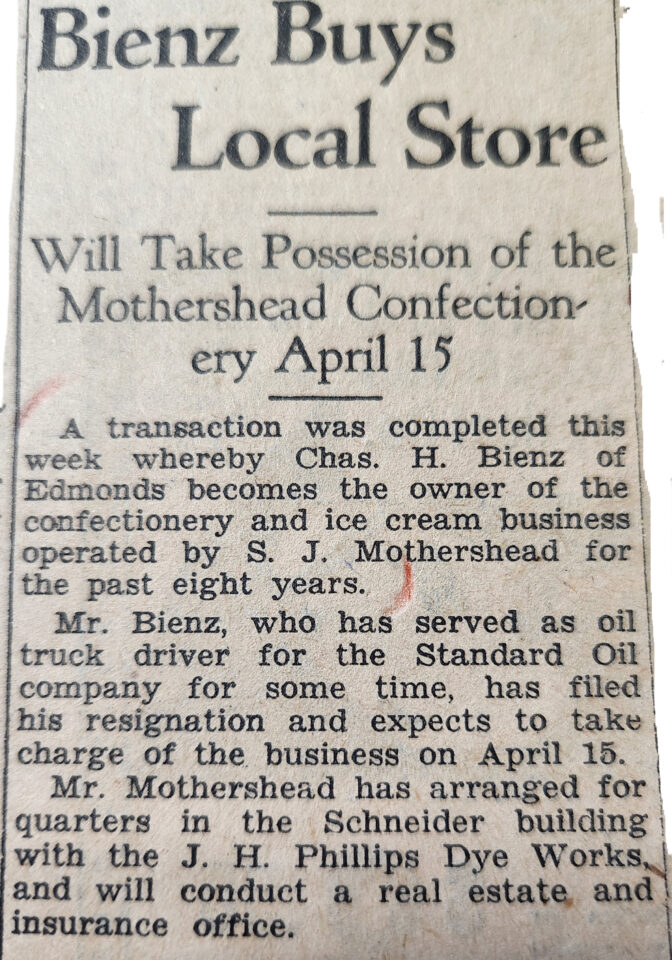 Bienz Buys
Local Store
Will Take Possession of the
Mothershead Confection-
ery April 15
A transaction was completed this
week whereby Chas. H. Bienz of
Edmonds becomes the owner of the
confectionery and ice cream business
operated by S. J. Mothershead for
the past eight years.
Mr. Bienz, who has served as oil
truck driver for the Standard Oil
company for some time, has filed
his resignation and expects to take
charge of the business on April 15.
Mr. Mothershead has arranged for
quarters in the Schneider building
with the J. H. Phillips Dye Works,
and will conduct a real estate and
insurance office.